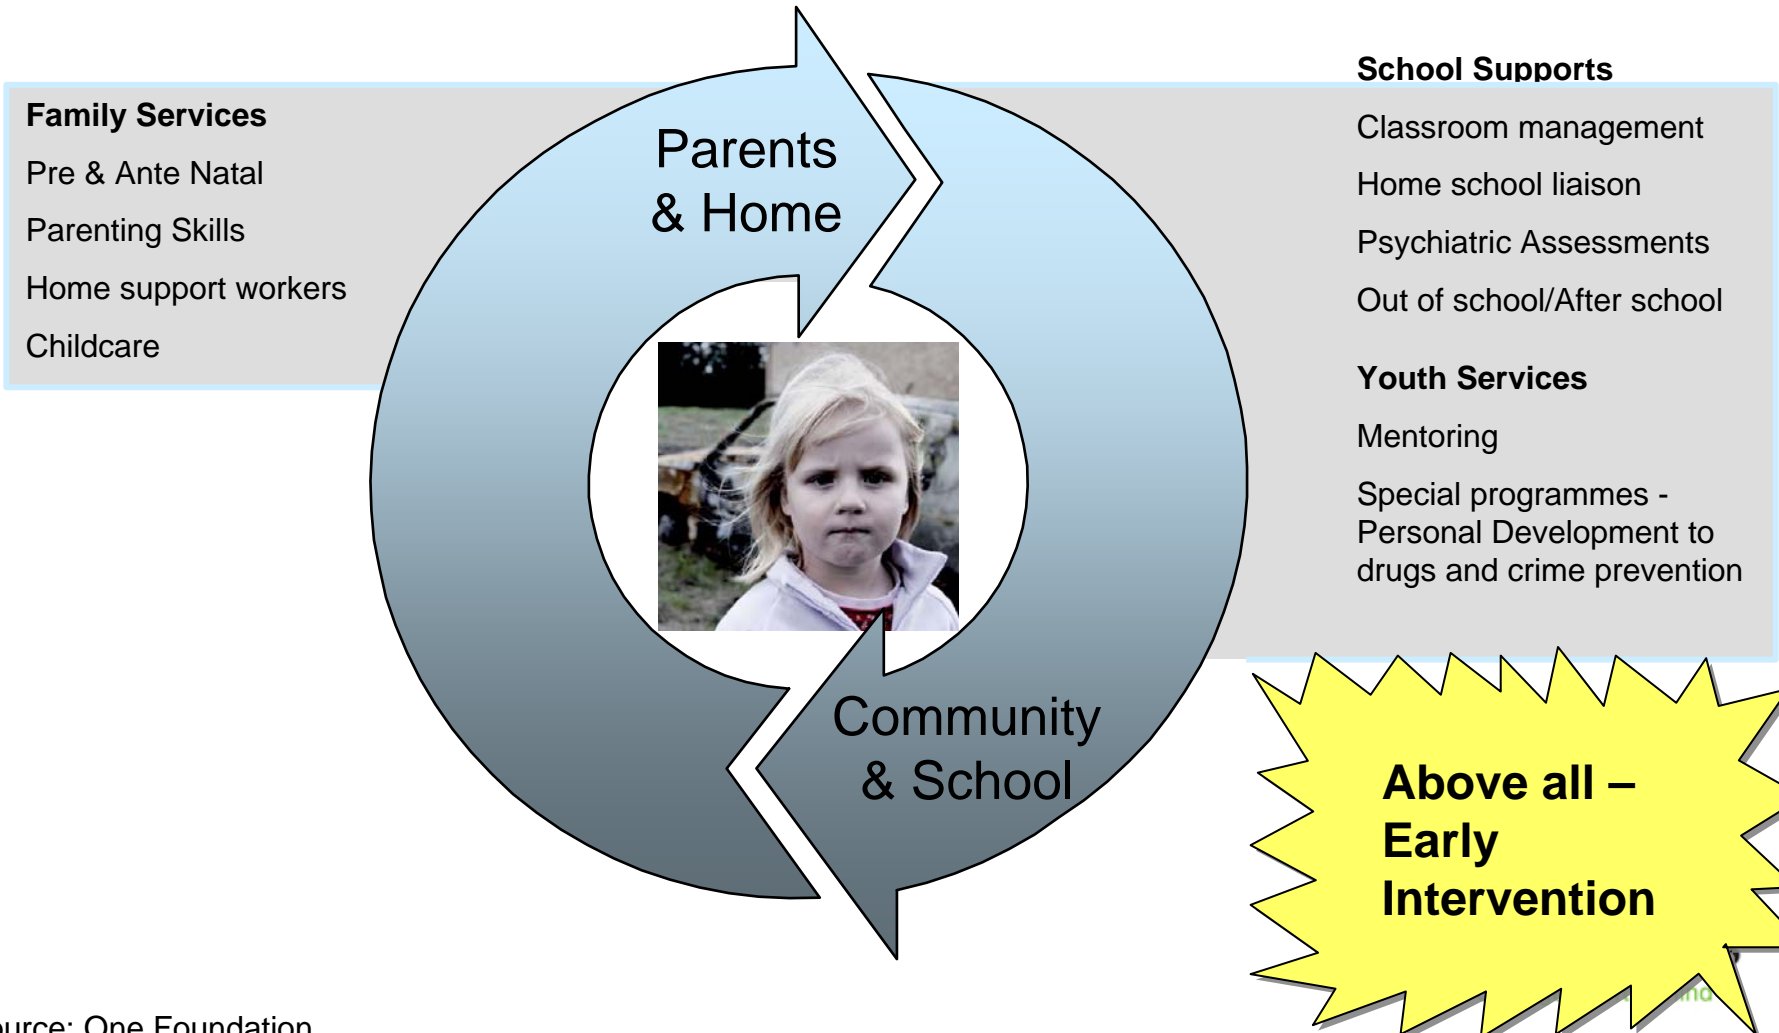 Family Services
Pre & Ante Natal
Parenting Skills
Home support workers
Childcare
Parents
& Home
Community
& School
School Supports
Classroom management
Home school liaison
Psychiatric Assessments
Out of school/After school
Youth Services
Mentoring
Special programmes -
Personal Development to
drugs and crime prevention
Above all –
Early
Intervention
One Foundation